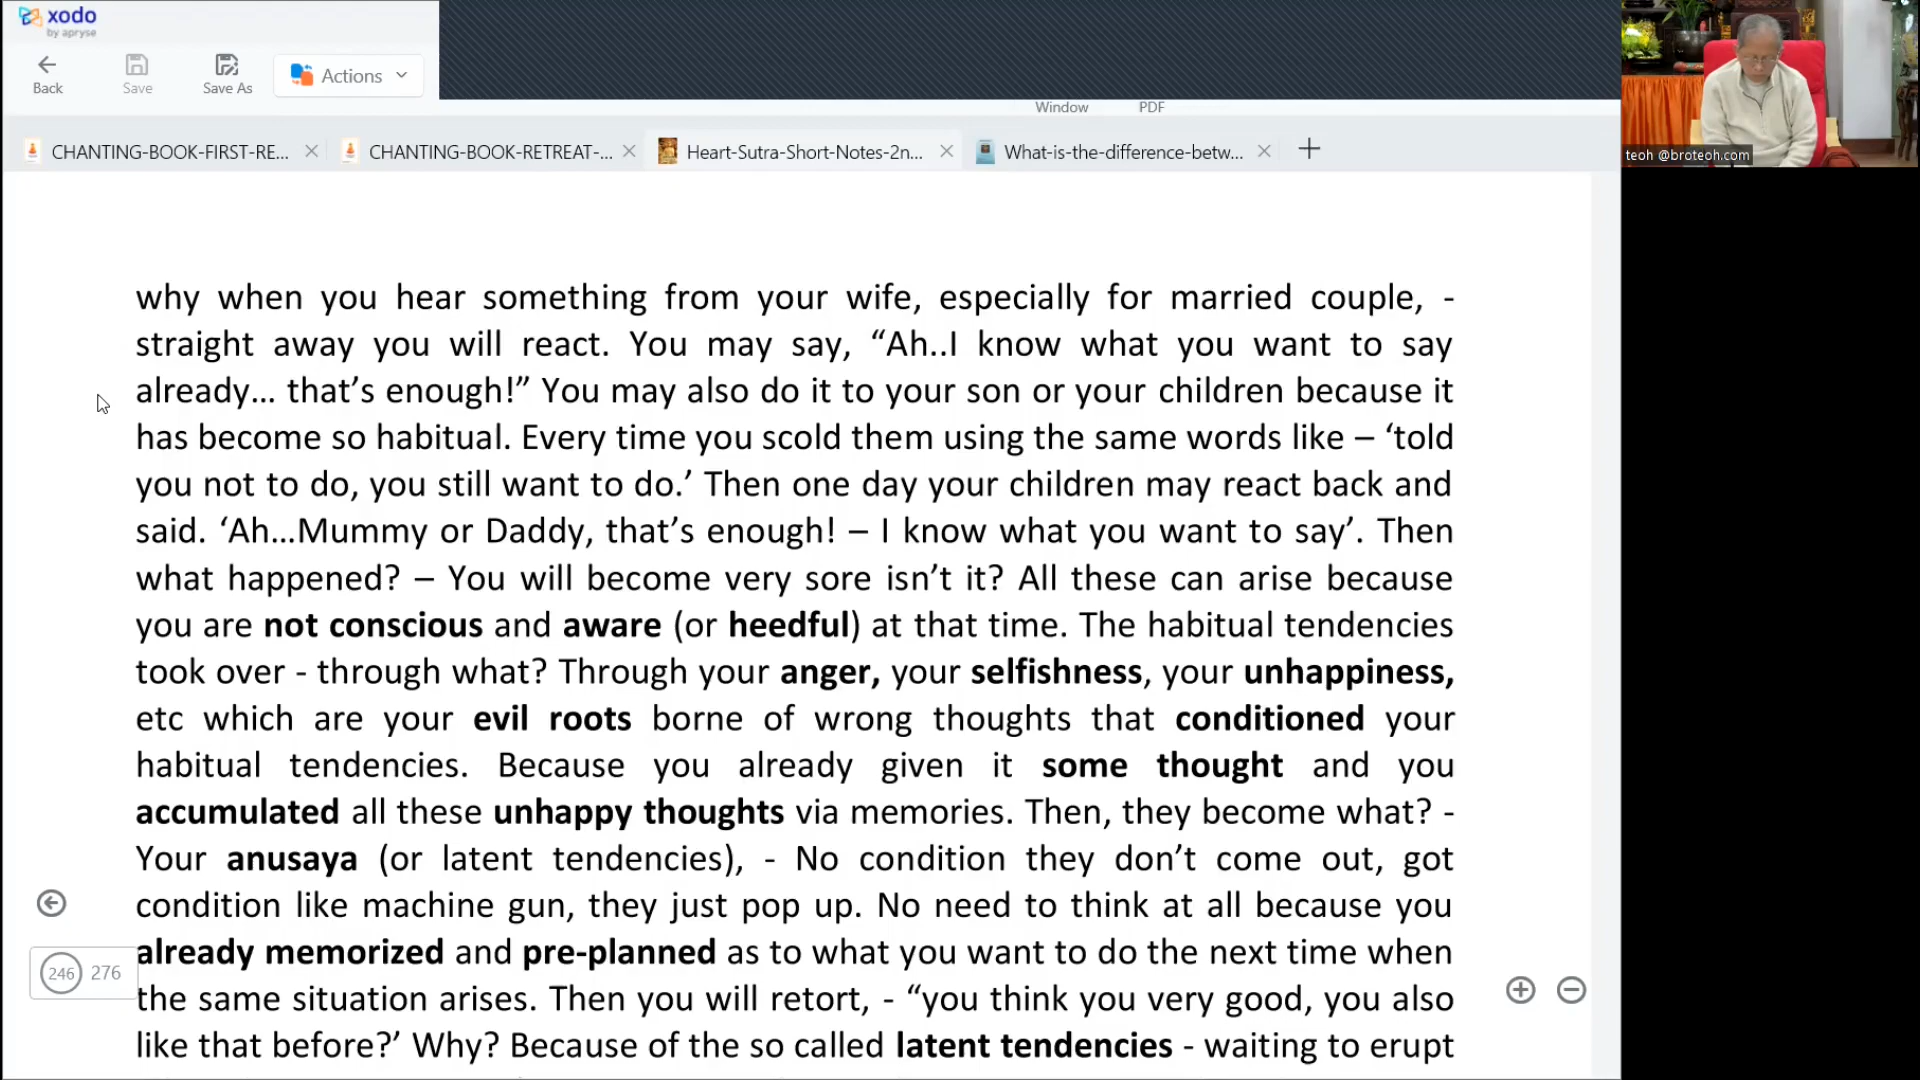 xodo
by apryse
Back
Save
Save As
Actions
Window
PDF
CHANTING-BOOK-FIRST-RE...
CHANTING-BOOK-RETREAT-...
Heart-Sutra-Short-Notes-2n...
What-is-the-difference-betw...
teoh @broteoh.com
why when you hear something from your wife, especially for married couple, -
straight away you will react. You may say, “Ah..I know what you want to say
already… that’s enough!” You may also do it to your son or your children because it
has become so habitual. Every time you scold them using the same words like – ‘told
you not to do, you still want to do.’ Then one day your children may react back and
said. ‘Ah…Mummy or Daddy, that’s enough! – I know what you want to say’. Then
what happened? – You will become very sore isn’t it? All these can arise because
you are not conscious and aware (or heedful) at that time. The habitual tendencies
took over - through what? Through your anger, your selfishness, your unhappiness,
etc which are your evil roots borne of wrong thoughts that conditioned your
habitual tendencies. Because you already given it some thought and you
accumulated all these unhappy thoughts via memories. Then, they become what? -
Your anusaya (or latent tendencies), - No condition they don’t come out, got
condition like machine gun, they just pop up. No need to think at all because you
already memorized and pre-planned as to what you want to do the next time when
the same situation arises. Then you will retort, - “you think you very good, you also
like that before?’ Why? Because of the so called latent tendencies - waiting to erupt
246 276